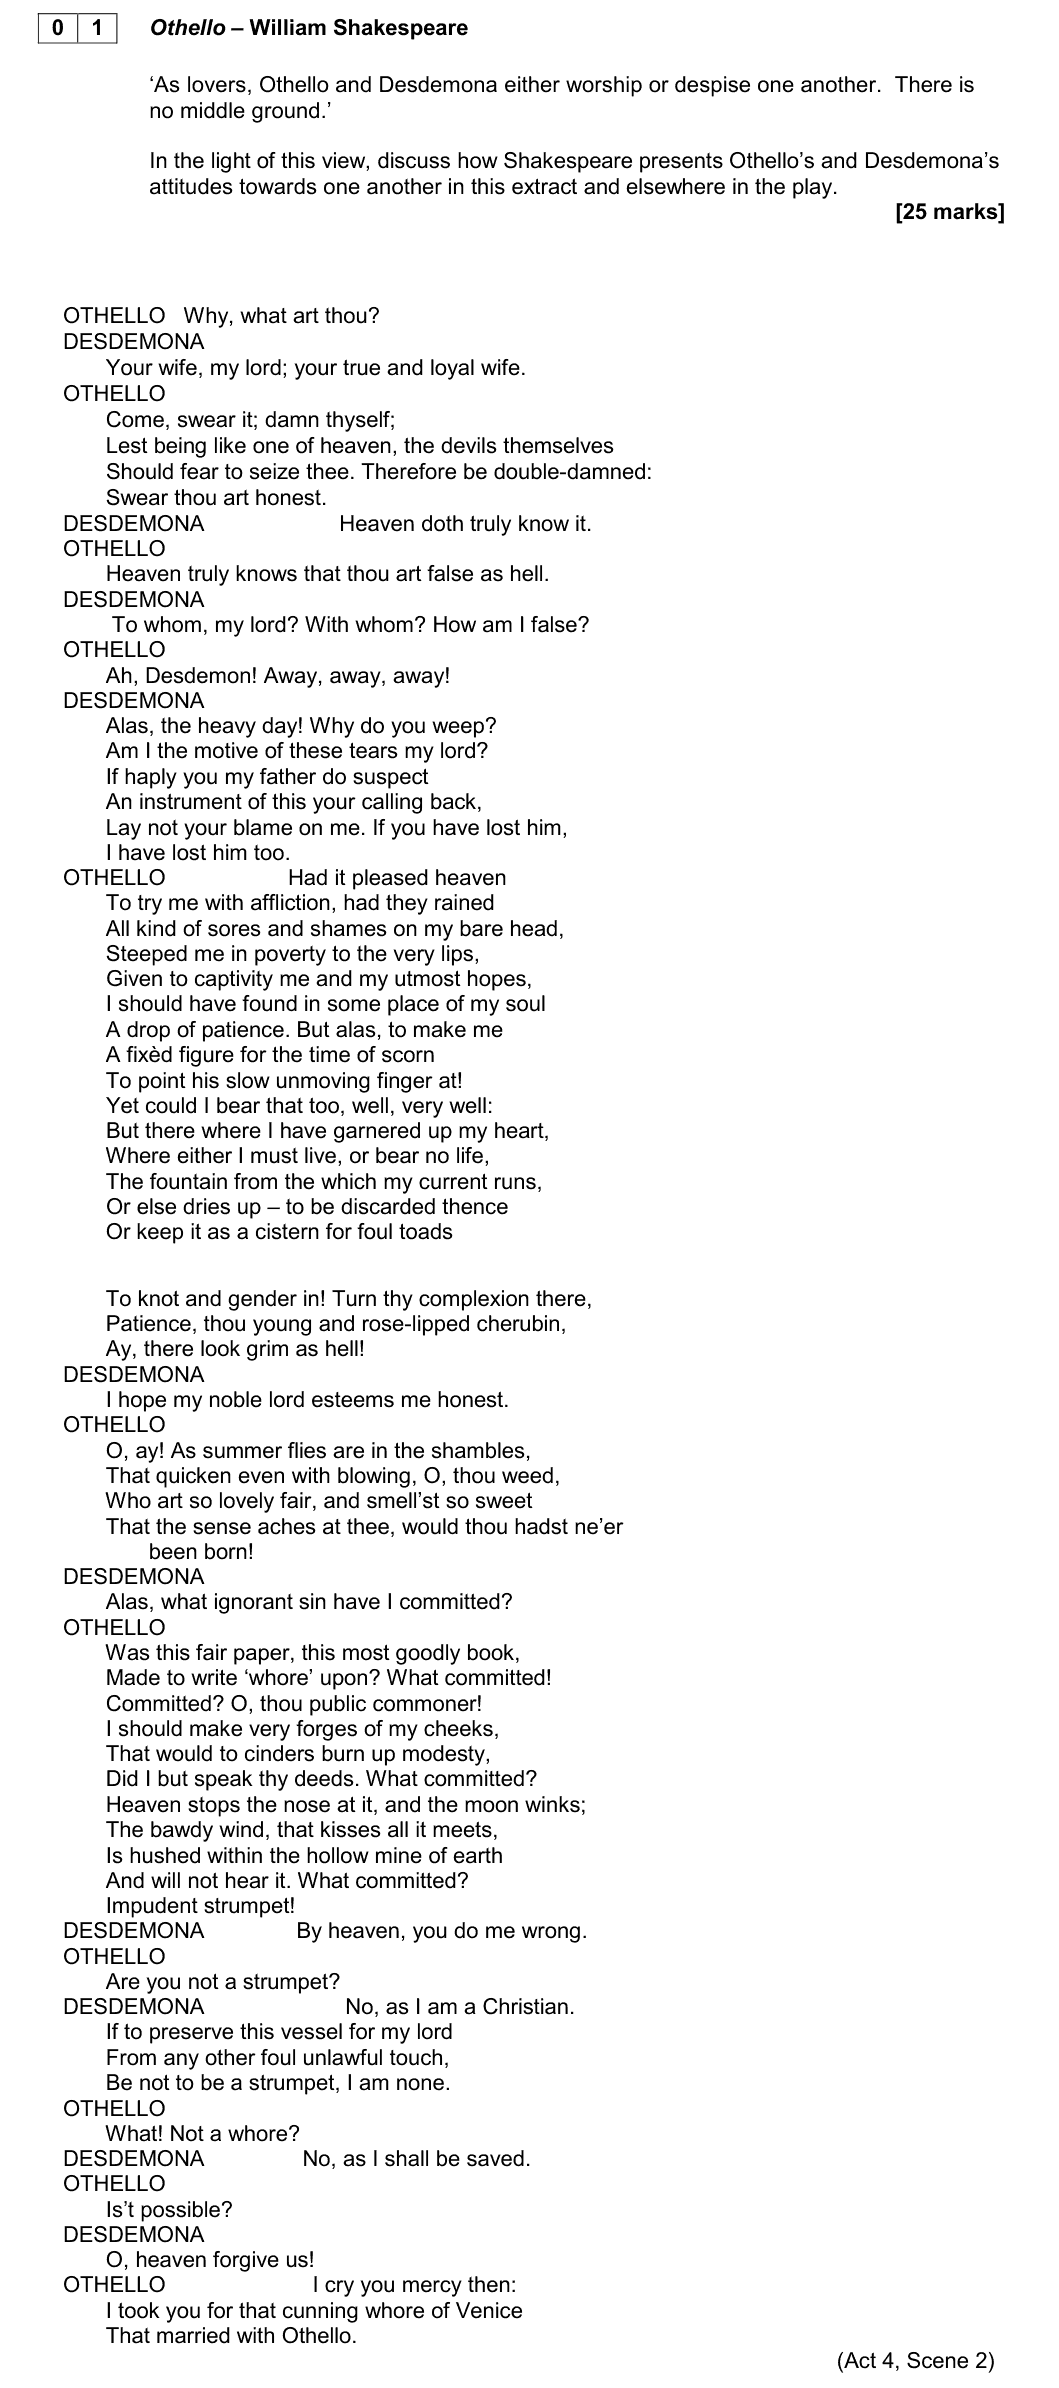 0 1 Othello – William Shakespeare
‘As lovers, Othello and Desdemona either worship or despise one another. There is
no middle ground.’
In the light of this view, discuss how Shakespeare presents Othello’s and Desdemona’s
attitudes towards one another in this extract and elsewhere in the play.
[25 marks]
OTHELLO Why, what art thou?
DESDEMONA
Your wife, my lord; your true and loyal wife.
OTHELLO
Come, swear it; damn thyself;
Lest being like one of heaven, the devils themselves
Should fear to seize thee. Therefore be double-damned:
Swear thou art honest.
DESDEMONA Heaven doth truly know it.
OTHELLO
Heaven truly knows that thou art false as hell.
DESDEMONA
To whom, my lord? With whom? How am I false?
OTHELLO
Ah, Desdemon! Away, away, away!
DESDEMONA
Alas, the heavy day! Why do you weep?
Am I the motive of these tears my lord?
If haply you my father do suspect
An instrument of this your calling back,
Lay not your blame on me. If you have lost him,
I have lost him too.
OTHELLO Had it pleased heaven
To try me with affliction, had they rained
All kind of sores and shames on my bare head,
Steeped me in poverty to the very lips,
Given to captivity me and my utmost hopes,
I should have found in some place of my soul
A drop of patience. But alas, to make me
A fixèd figure for the time of scorn
To point his slow unmoving finger at!
Yet could I bear that too, well, very well:
But there where I have garnered up my heart,
Where either I must live, or bear no life,
The fountain from the which my current runs,
Or else dries up – to be discarded thence
Or keep it as a cistern for foul toads
To knot and gender in! Turn thy complexion there,
Patience, thou young and rose-lipped cherubin,
Ay, there look grim as hell!
DESDEMONA
I hope my noble lord esteems me honest.
OTHELLO
O, ay! As summer flies are in the shambles,
That quicken even with blowing, O, thou weed,
Who art so lovely fair, and smell’st so sweet
That the sense aches at thee, would thou hadst ne’er
been born!
DESDEMONA
Alas, what ignorant sin have I committed?
OTHELLO
Was this fair paper, this most goodly book,
Made to write ‘whore’ upon? What committed!
Committed? O, thou public commoner!
I should make very forges of my cheeks,
That would to cinders burn up modesty,
Did I but speak thy deeds. What committed?
Heaven stops the nose at it, and the moon winks;
The bawdy wind, that kisses all it meets,
Is hushed within the hollow mine of earth
And will not hear it. What committed?
Impudent strumpet!
DESDEMONA By heaven, you do me wrong.
OTHELLO
Are you not a strumpet?
DESDEMONA No, as I am a Christian.
If to preserve this vessel for my lord
From any other foul unlawful touch,
Be not to be a strumpet, I am none.
OTHELLO
What! Not a whore?
DESDEMONA No, as I shall be saved.
OTHELLO
Is’t possible?
DESDEMONA
O, heaven forgive us!
OTHELLO I cry you mercy then:
I took you for that cunning whore of Venice
That married with Othello.
(Act 4, Scene 2)